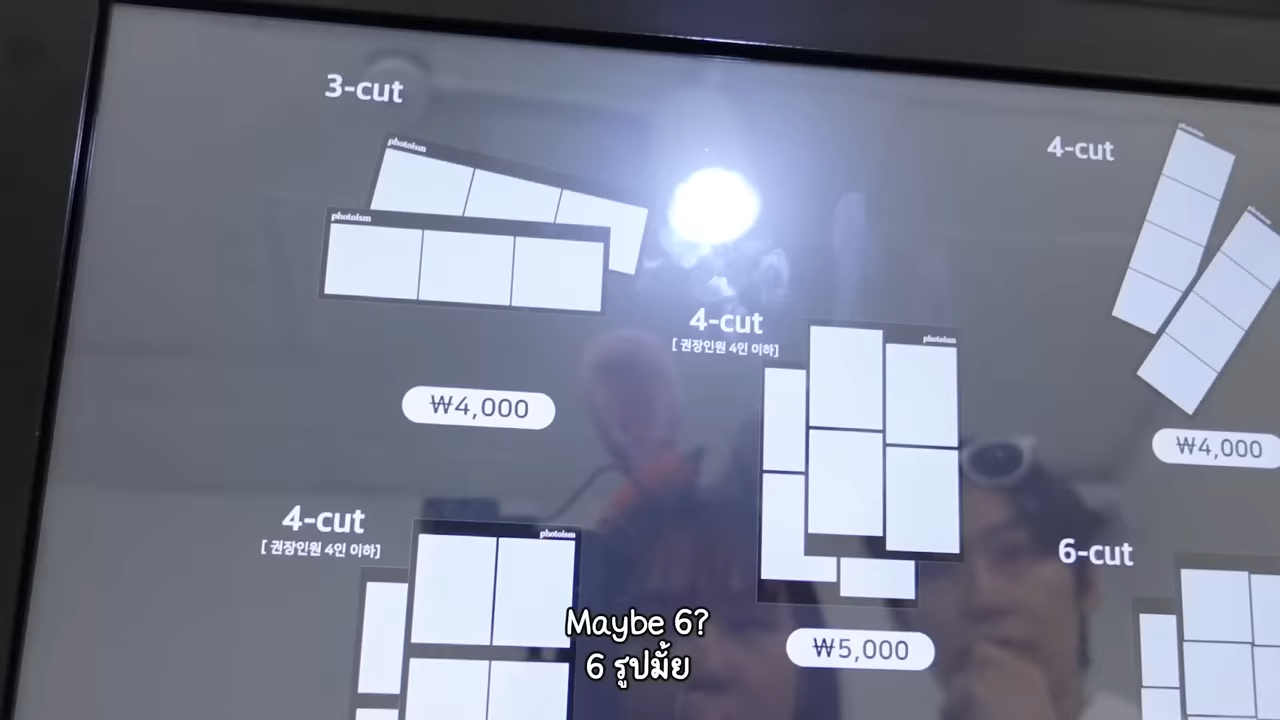 3-cut
photoism
photoism
₩4,000
4-cut
photoism
photoism
₩4,000
4-cut
[ 권장인원 4인 이하]
photoism
₩5,000
4-cut
[ 권장인원 4인 이하]
photoism
6-cut
Maybe 6?
6 รูปมั้ย